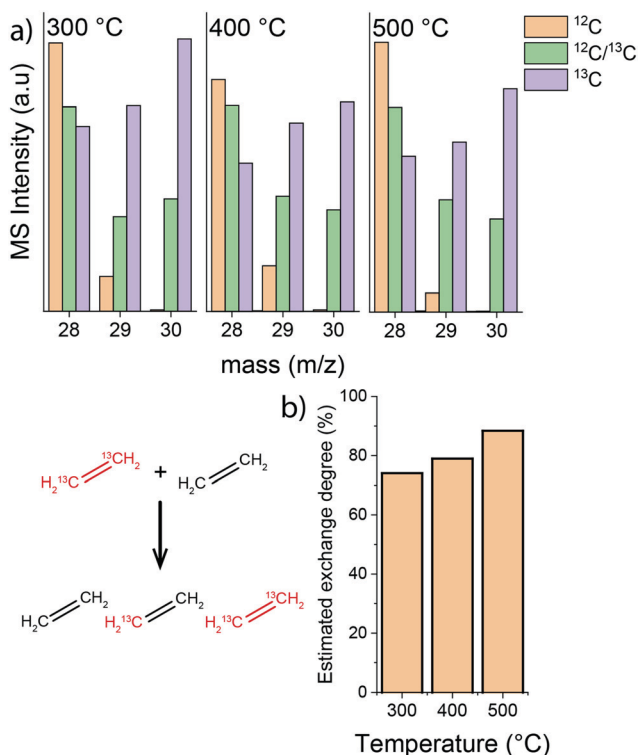 a) 300 °C 400 °C 500 °C
¹²C
¹²C/¹³C
¹³C
MS Intensity (a.u)
28 29 30 28 29 30 28 29 30
mass (m/z)
¹³CH₂ CH₂
H₂¹³C + H₂C
CH₂ CH₂ ¹³CH₂
H₂C H₂¹³C H₂¹³C
b)
Estimated exchange degree (%)
100
80
60
40
20
0
300 400 500
Temperature (°C)